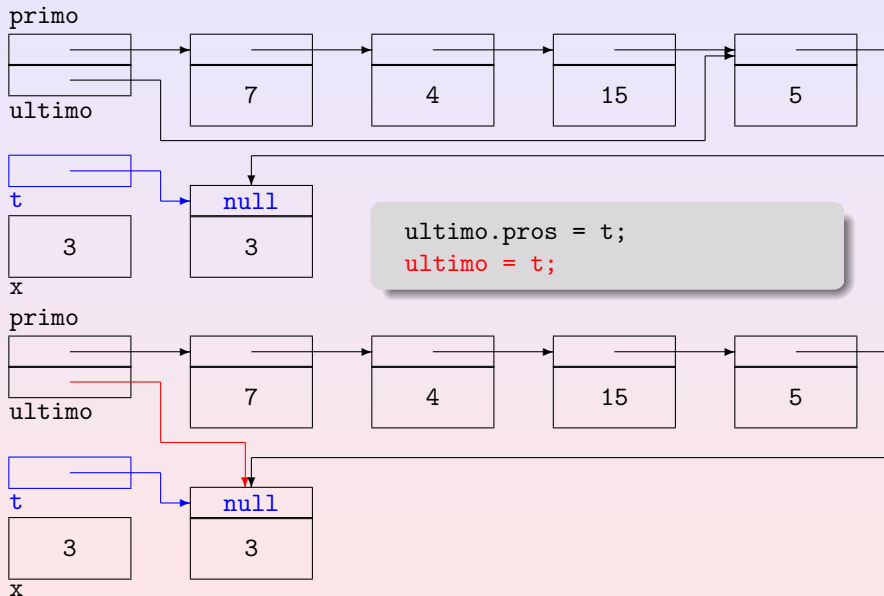 primo
7 4 15 5
ultimo
t
null
3
3
x
ultimo.pros = t;
ultimo = t;
primo
7 4 15 5
ultimo
t
null
3
3
x